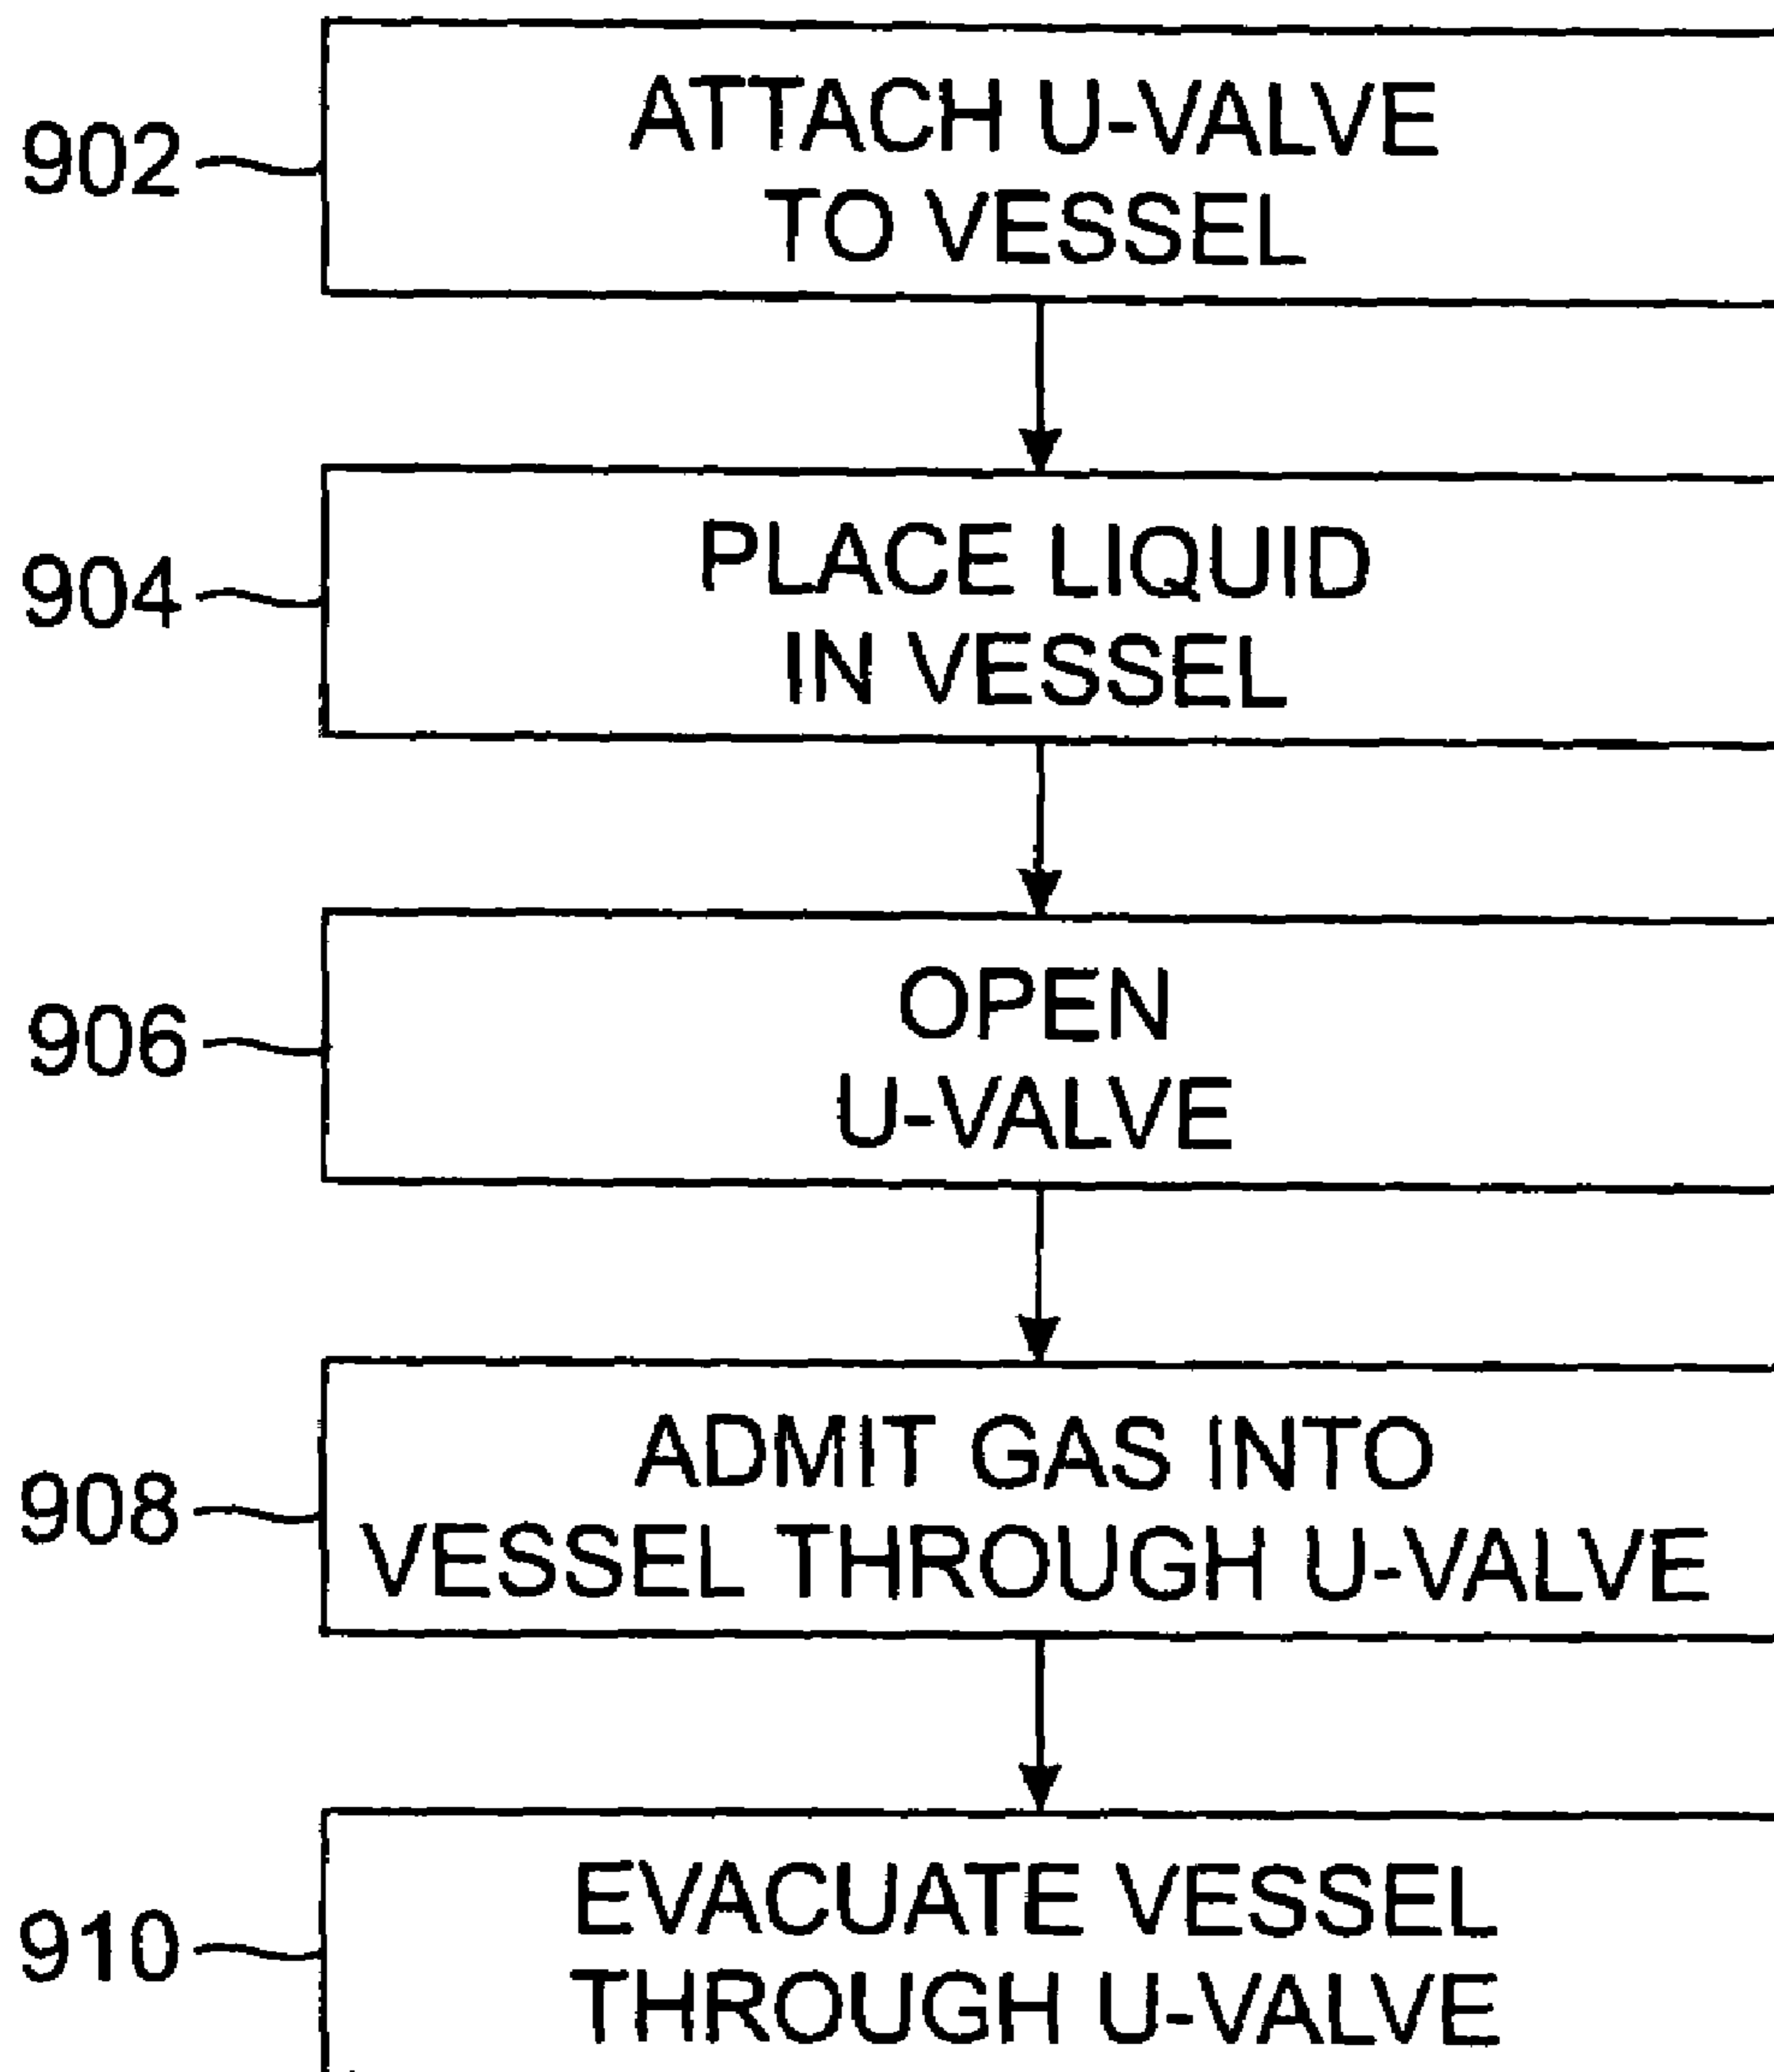 902
ATTACH U-VALVE
TO VESSEL
904
PLACE LIQUID
IN VESSEL
906
OPEN
U-VALVE
908
ADMIT GAS INTO
VESSEL THROUGH U-VALVE
910
EVACUATE VESSEL
THROUGH U-VALVE